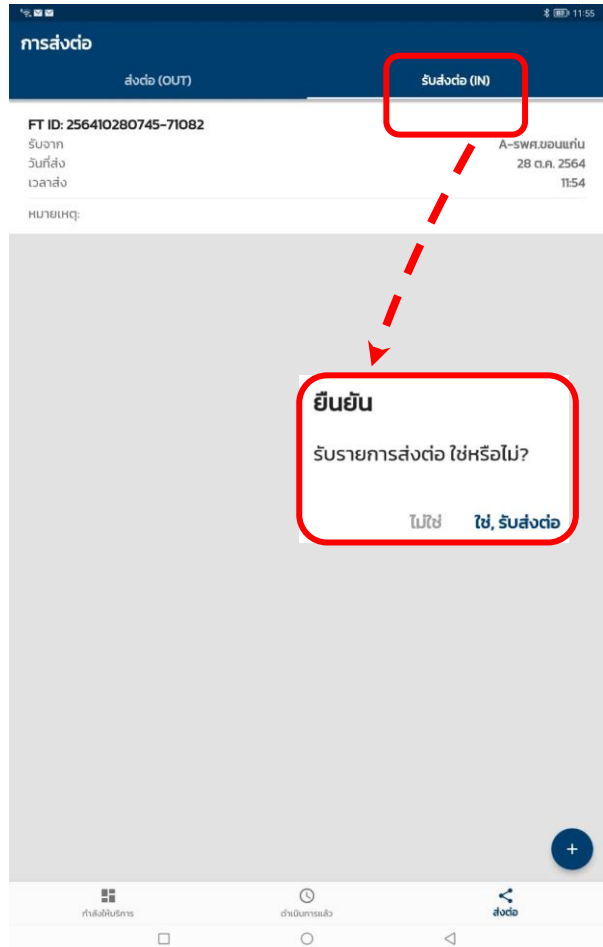 11:55
การส่งต่อ
ส่งต่อ (OUT) รับส่งต่อ (IN)
FT ID: 256410280745-71082
รับจาก A-รพศ.ขอนแก่น
วันที่ส่ง 28 ต.ค. 2564
เวลาส่ง 11:54
หมายเหตุ:
ยืนยัน
รับรายการส่งต่อ ใช่หรือไม่?
ไม่ใช่ ใช่, รับส่งต่อ
+
กำลังให้บริการ ดำเนินการแล้ว ส่งต่อ